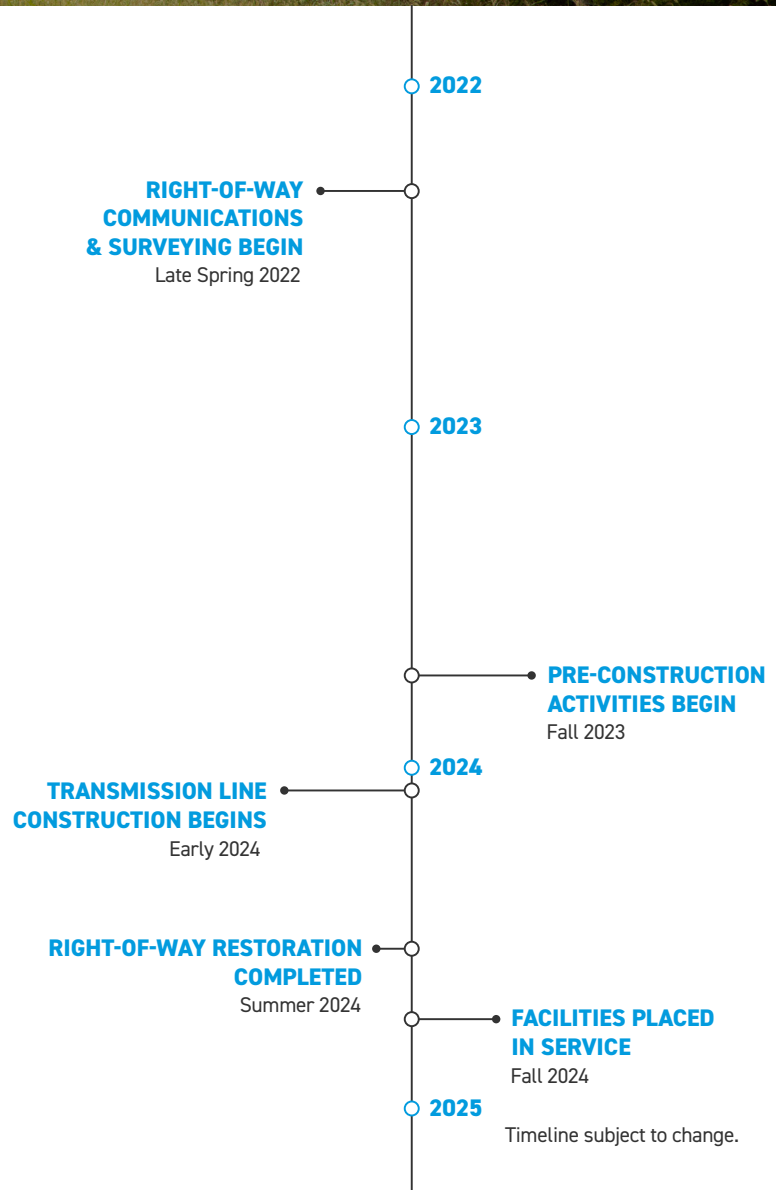 2022
RIGHT-OF-WAY
COMMUNICATIONS
& SURVEYING BEGIN
Late Spring 2022
2023
PRE-CONSTRUCTION
ACTIVITIES BEGIN
Fall 2023
2024
TRANSMISSION LINE
CONSTRUCTION BEGINS
Early 2024
RIGHT-OF-WAY RESTORATION
COMPLETED
Summer 2024
FACILITIES PLACED
IN SERVICE
Fall 2024
2025
Timeline subject to change.